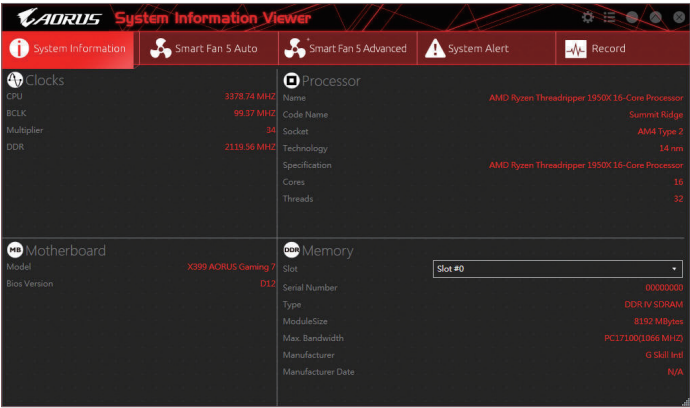 AORUS System Information Viewer
System Information Smart Fan 5 Auto Smart Fan 5 Advanced System Alert Record
Clocks
CPU 3378.74 MHZ
BCLK 99.37 MHZ
Multiplier 34
DDR 2119.56 MHZ
Processor
Name AMD Ryzen Threadripper 1950X 16-Core Processor
Code Name Summit Ridge
Socket AM4 Type 2
Technology 14 nm
Specification AMD Ryzen Threadripper 1950X 16-Core Processor
Cores 16
Threads 32
MB Motherboard
Model X399 AORUS Gaming 7
Bios Version D12
DDR Memory
Slot Slot #0
Serial Number 00000000
Type DDR IV SDRAM
ModuleSize 8192 MBytes
Max. Bandwidth PC17100(1066 MHZ)
Manufacturer G Skill Intl
Manufacturer Date N/A